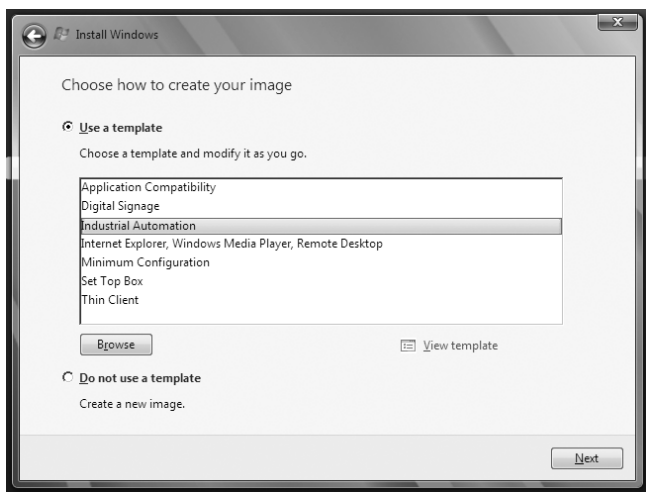 Install Windows
Choose how to create your image
Use a template
Choose a template and modify it as you go.
Application Compatibility
Digital Signage
Industrial Automation
Internet Explorer, Windows Media Player, Remote Desktop
Minimum Configuration
Set Top Box
Thin Client
Browse
View template
Do not use a template
Create a new image.
Next